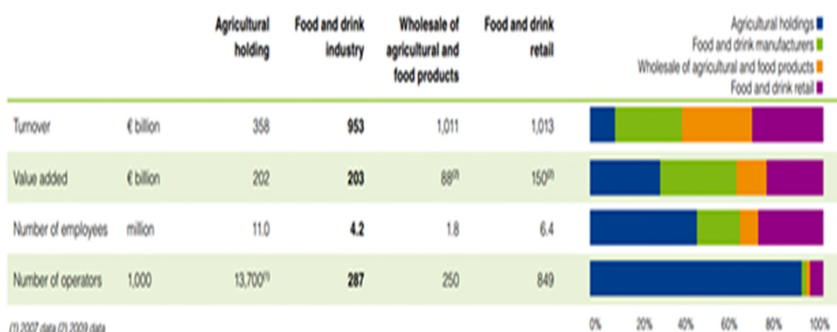 Agricultural holding Food and drink industry Wholesale of agricultural and food products Food and drink retail
Agricultural holdings
Food and drink manufacturers
Wholesale of agricultural and food products
Food and drink retail
Turnover € billion 358 953 1,011 1,013
Value added € billion 202 203 88(2) 150(2)
Number of employees million 11.0 4.2 1.8 6.4
Number of operators 1,000 13,700(1) 287 250 849
0% 20% 40% 60% 80% 100%
(1) 2007 data (2) 2009 data